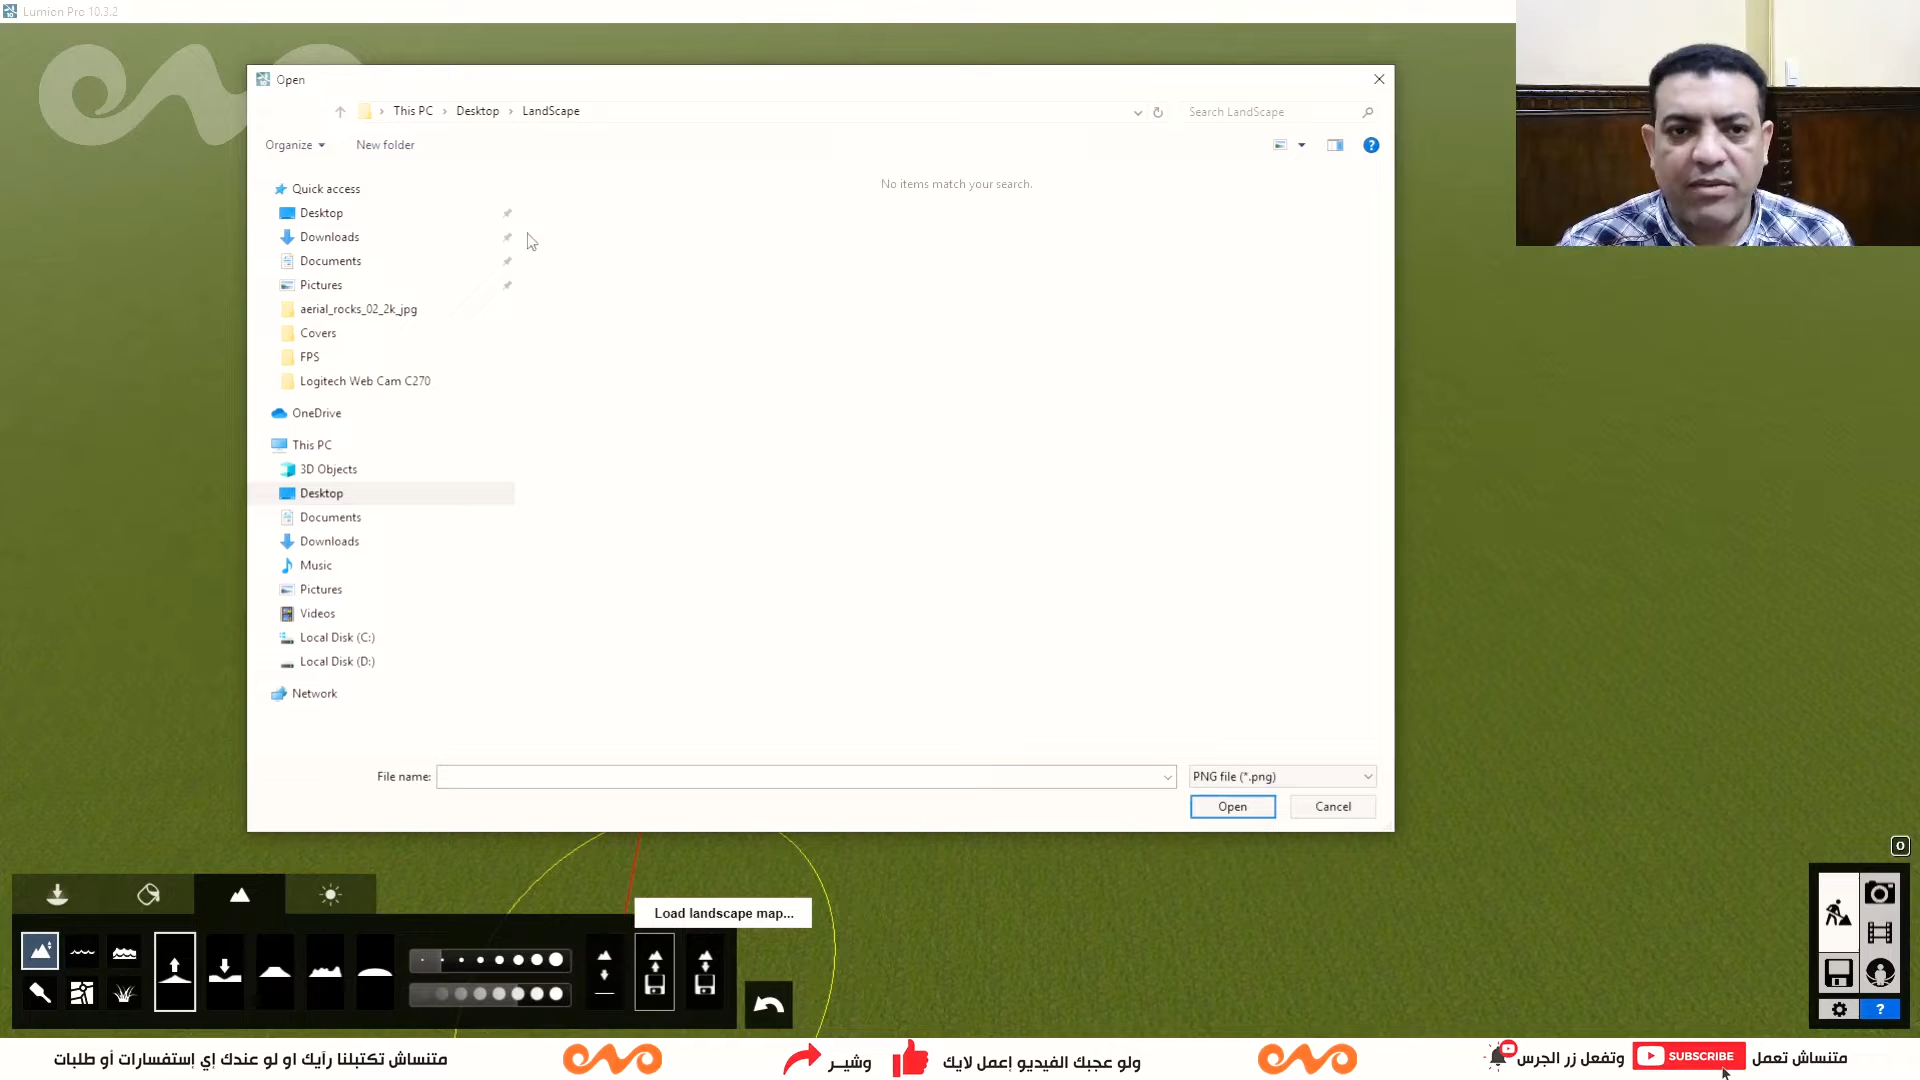 Lumion Pro 10.3.2
Open
This PC > Desktop > LandScape
Search LandScape
Organize
New folder
No items match your search.
Quick access
Desktop
Downloads
Documents
Pictures
aerial_rocks_02_2k_jpg
Covers
FPS
Logitech Web Cam C270
OneDrive
This PC
3D Objects
Desktop
Documents
Downloads
Music
Pictures
Videos
Local Disk (C:)
Local Disk (D:)
Network
File name:
PNG file (*.png)
Open
Cancel
O
Load landscape map...
?
متنساش تعمل SUBSCRIBE وتفعل زر الجرس
ولو عجبك الفيديو إعمل لايك وشيـر
متنساش تكتبلنا رآيك او لو عندك إي إستفسارات أو طلبات